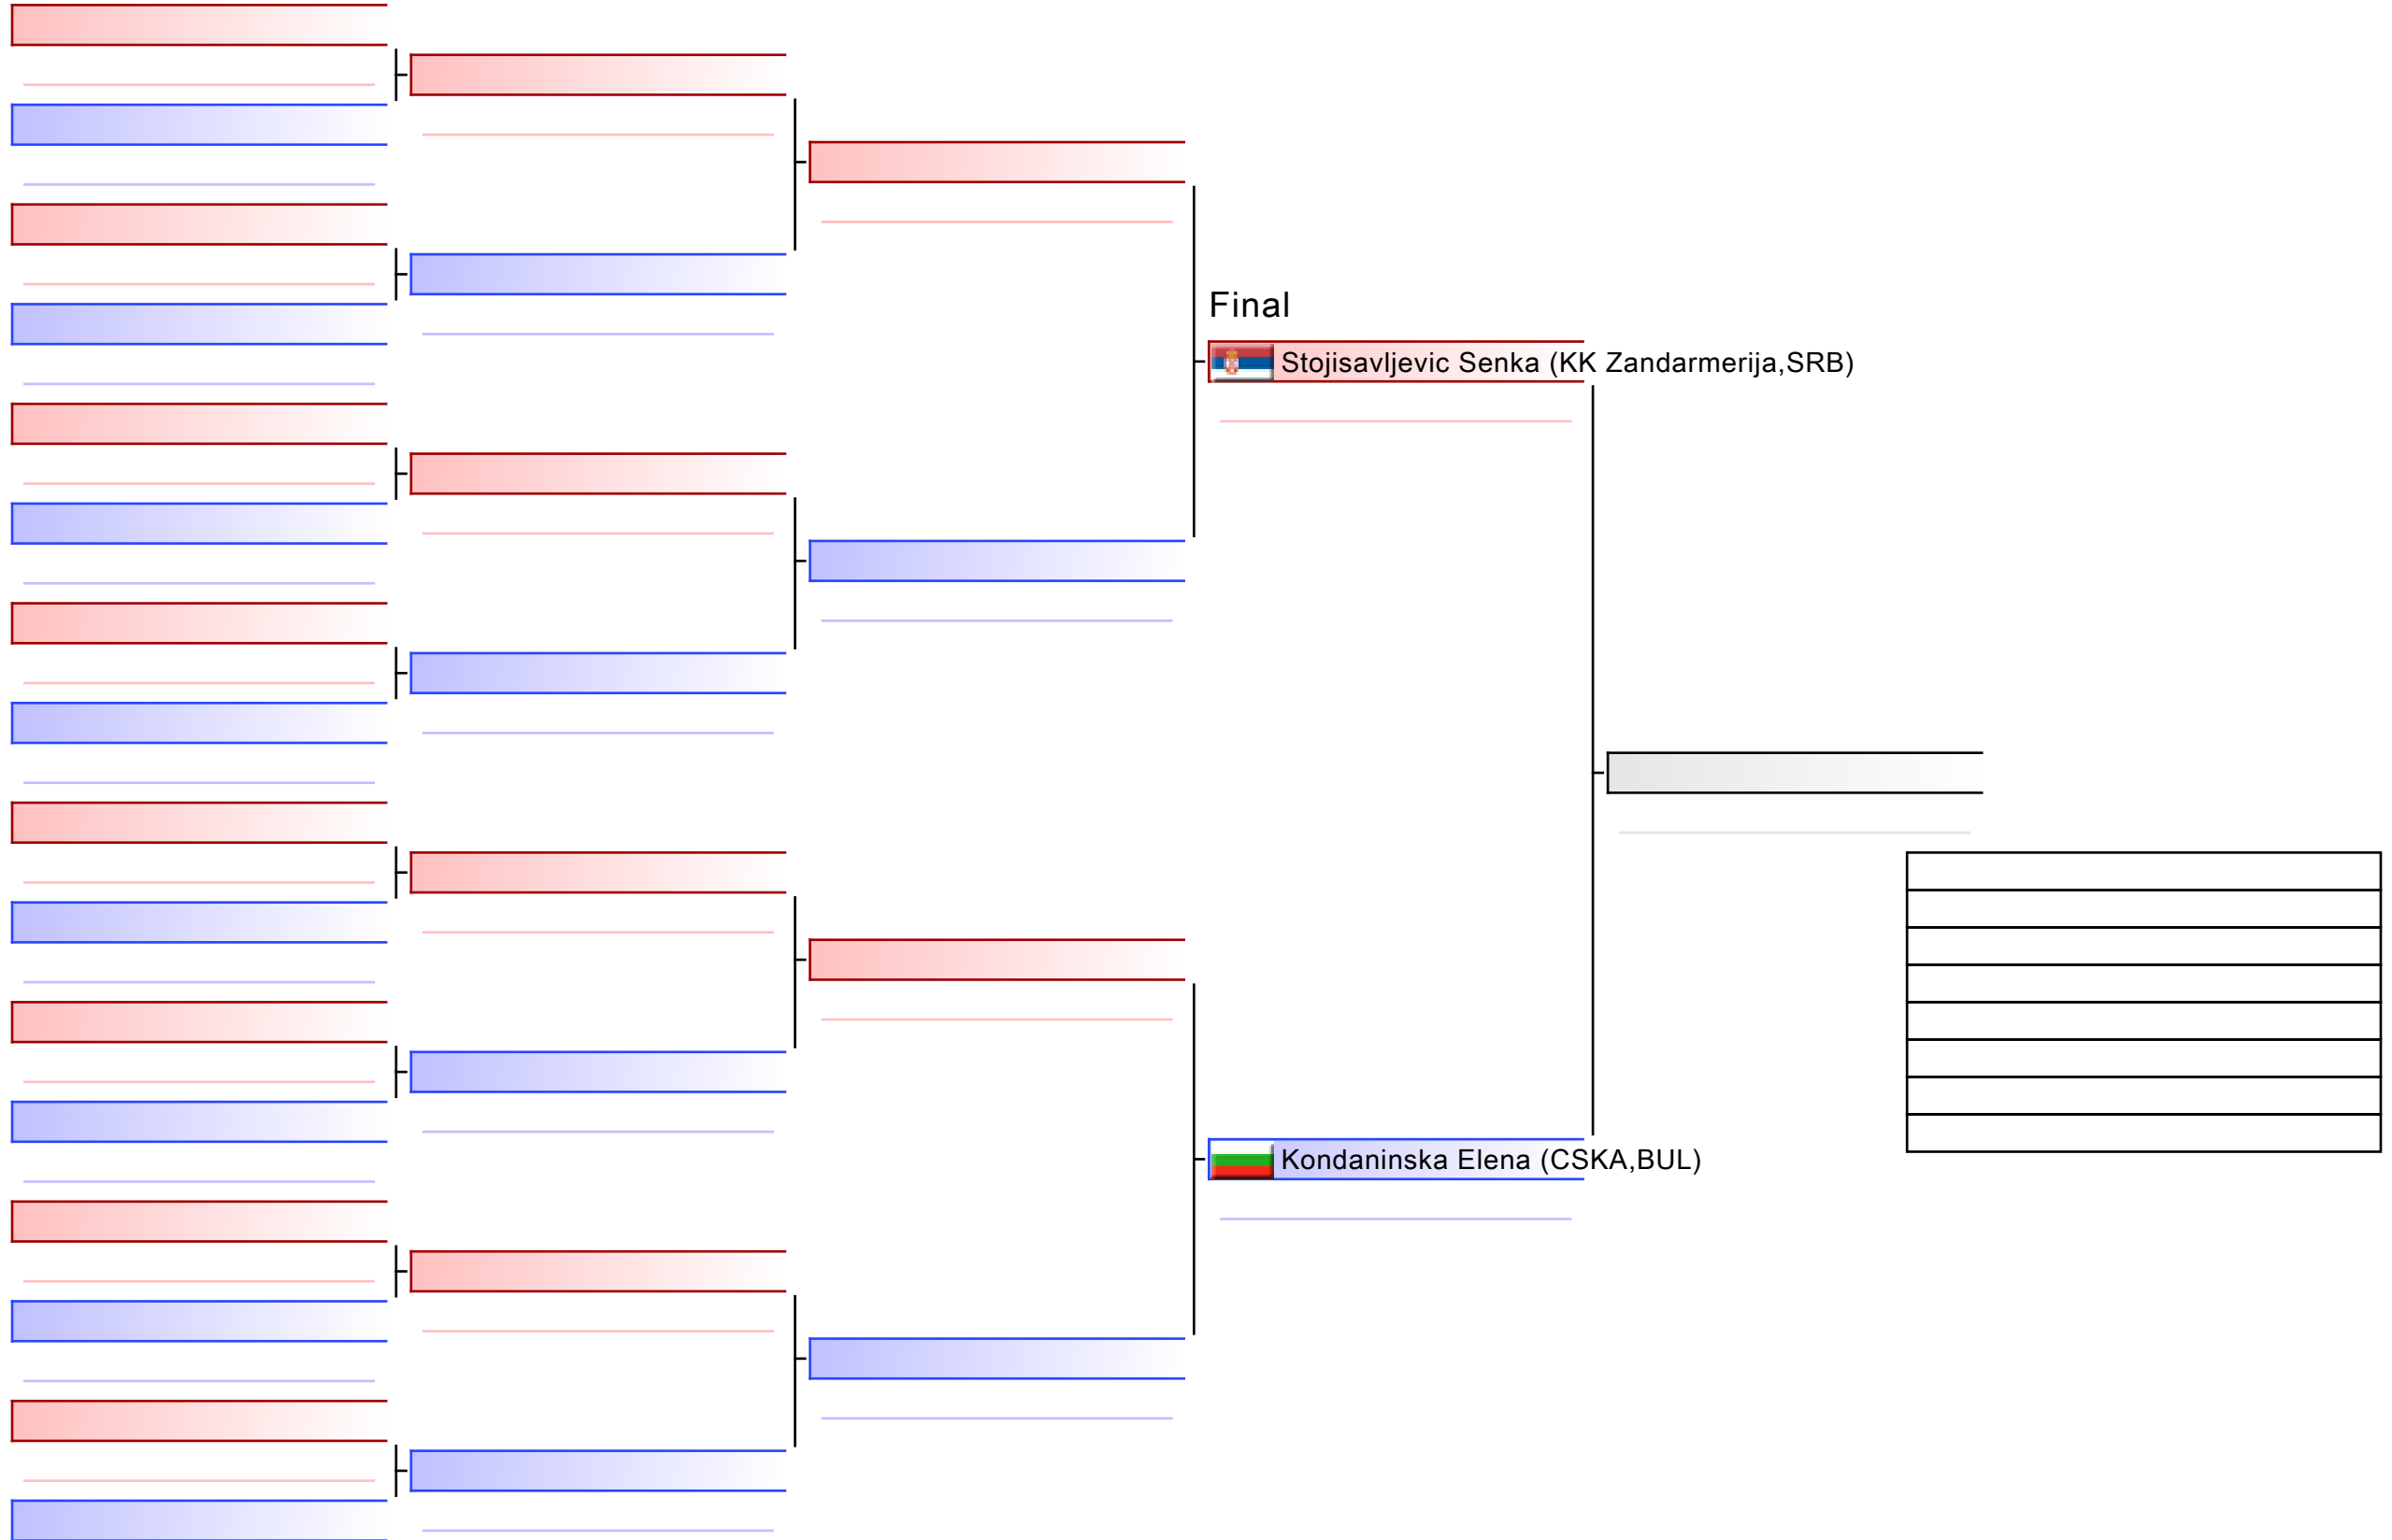 Final
Stojisavljevic Senka (KK Zandarmerija,SRB)
Kondaninska Elena (CSKA,BUL)